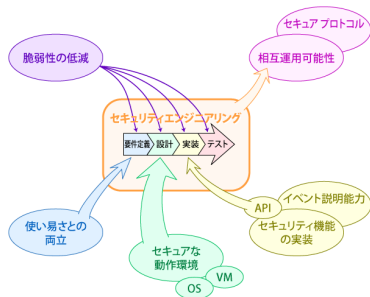 セキュア プロトコル
相互運用可能性
脆弱性の低減
セキュリティエンジニアリング
要件定義 設計 実装 テスト
イベント説明能力
API
セキュリティ機能
の実装
使い易さとの
両立
セキュアな
動作環境
VM
OS